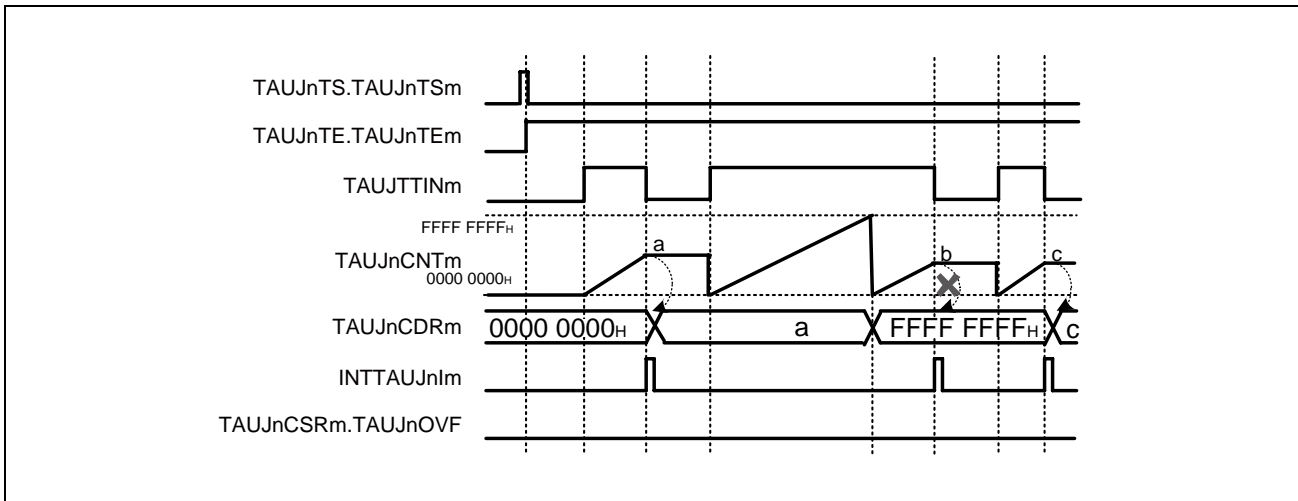 TAUJnTS.TAUJnTSm
TAUJnTE.TAUJnTEm
TAUJTTINm
FFFF FFFFH
TAUJnCNTm
0000 0000H
a
b
c
TAUJnCDRm
0000 0000H a FFFF FFFFH c
INTTAUJnIm
TAUJnCSRm.TAUJnOVF